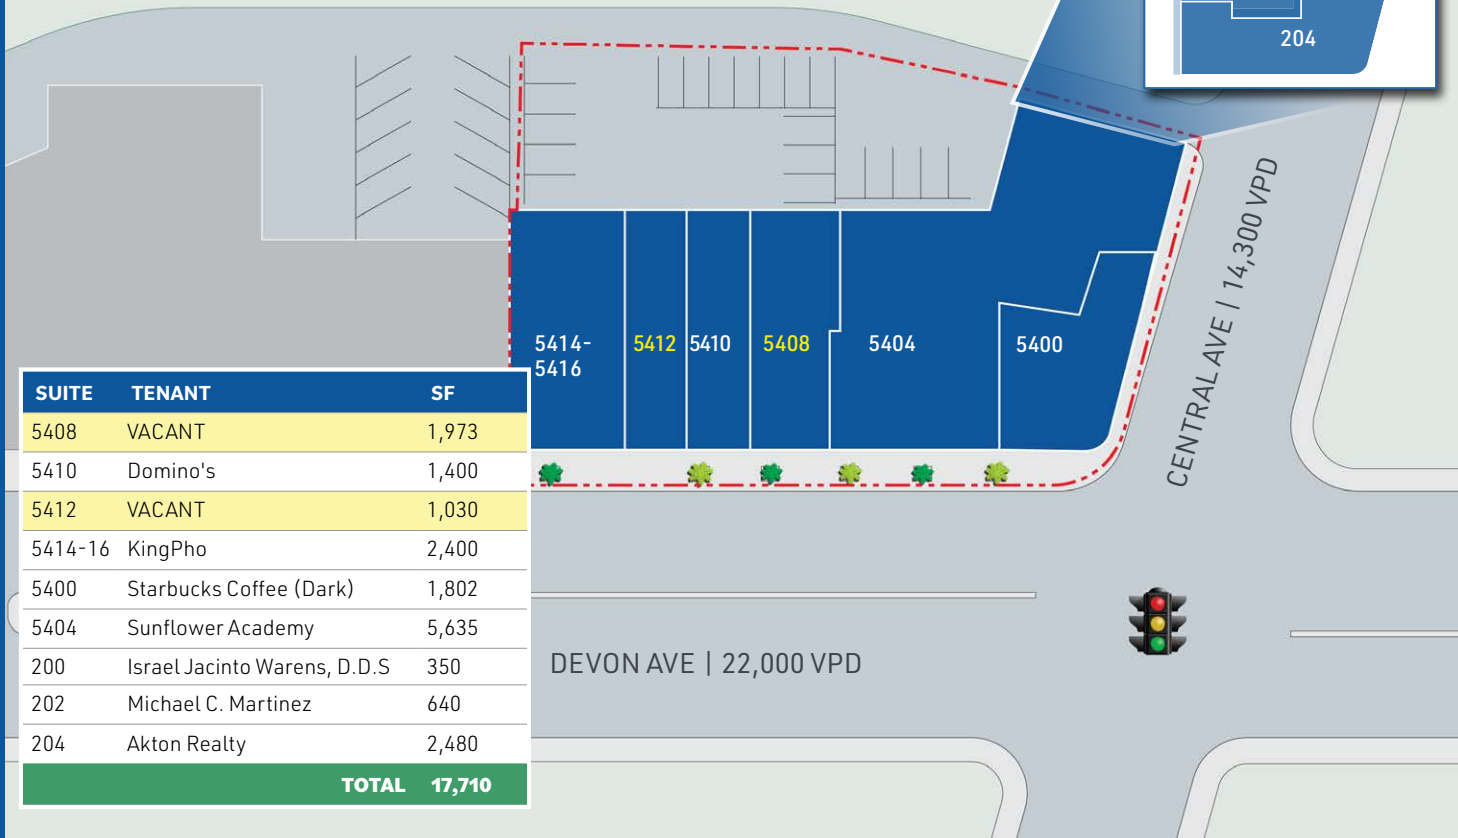 204
CENTRAL AVE | 14,300 VPD
5414-
5416
5412
5410
5408
5404
5400
SUITE TENANT SF
5408 VACANT 1,973
5410 Domino's 1,400
5412 VACANT 1,030
5414-16 KingPho 2,400
5400 Starbucks Coffee (Dark) 1,802
5404 Sunflower Academy 5,635
200 Israel Jacinto Warens, D.D.S 350
202 Michael C. Martinez 640
204 Akton Realty 2,480
TOTAL 17,710
DEVON AVE | 22,000 VPD